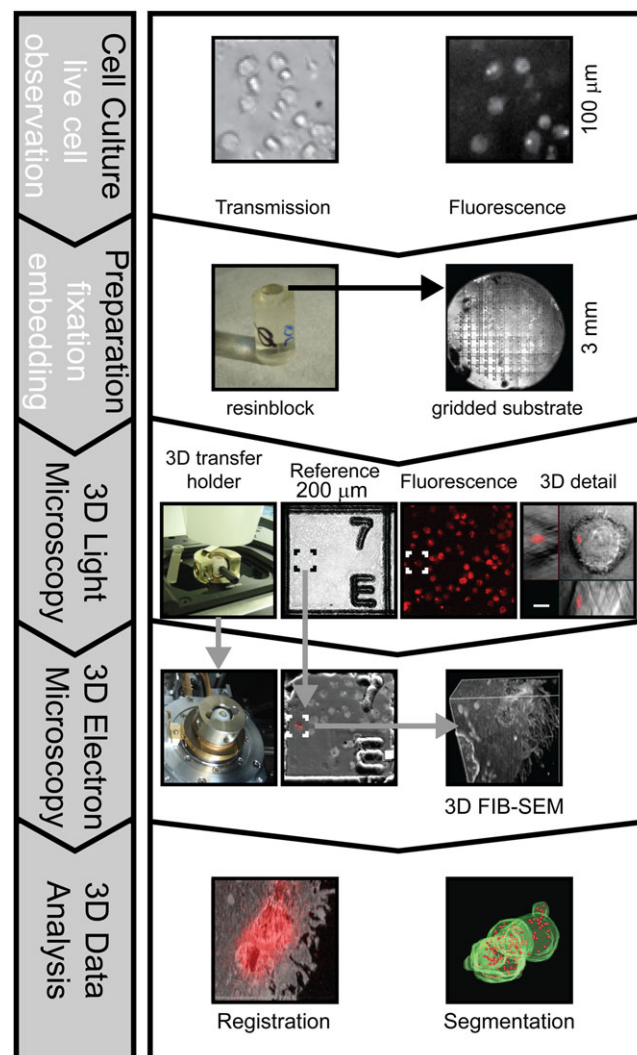 Cell Culture
live cell
observation
Transmission
Fluorescence
100 μm
Preparation
fixation
embedding
resinblock
gridded substrate
3 mm
3D Light
Microscopy
3D transfer
holder
Reference
200 μm
Fluorescence
3D detail
7
E
3D Electron
Microscopy
3D FIB-SEM
3D Data
Analysis
Registration
Segmentation